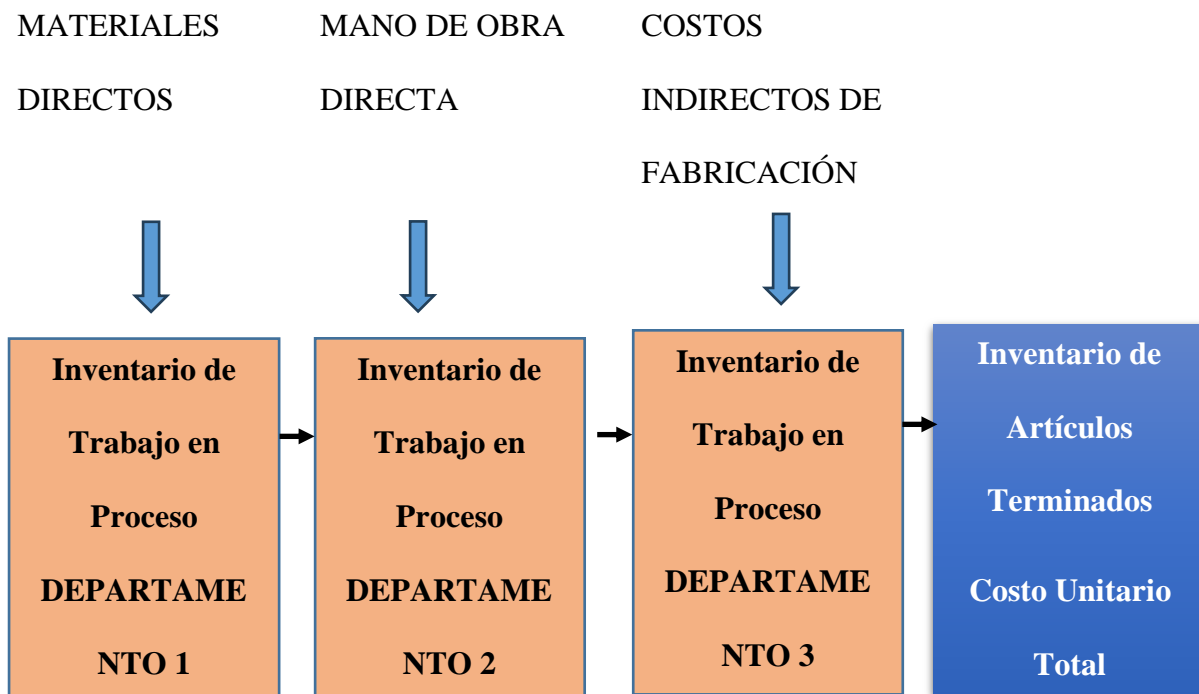 MATERIALES
DIRECTOS
MANO DE OBRA
DIRECTA
COSTOS
INDIRECTOS DE
FABRICACIÓN
Inventario de
Trabajo en
Proceso
DEPARTAME
NTO 1
Inventario de
Trabajo en
Proceso
DEPARTAME
NTO 2
Inventario de
Trabajo en
Proceso
DEPARTAME
NTO 3
Inventario de
Artículos
Terminados
Costo Unitario
Total